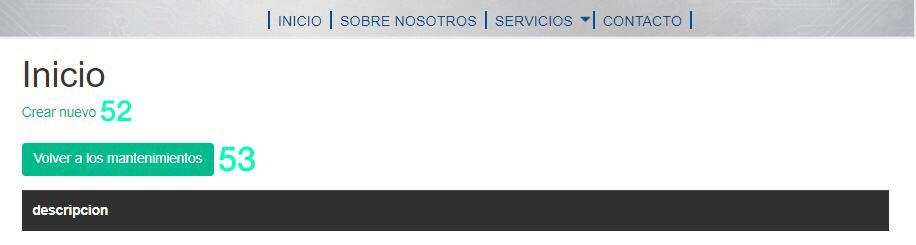 | INICIO | SOBRE NOSOTROS | SERVICIOS | CONTACTO |
Inicio
Crear nuevo 52
Volver a los mantenimientos 53
descripcion